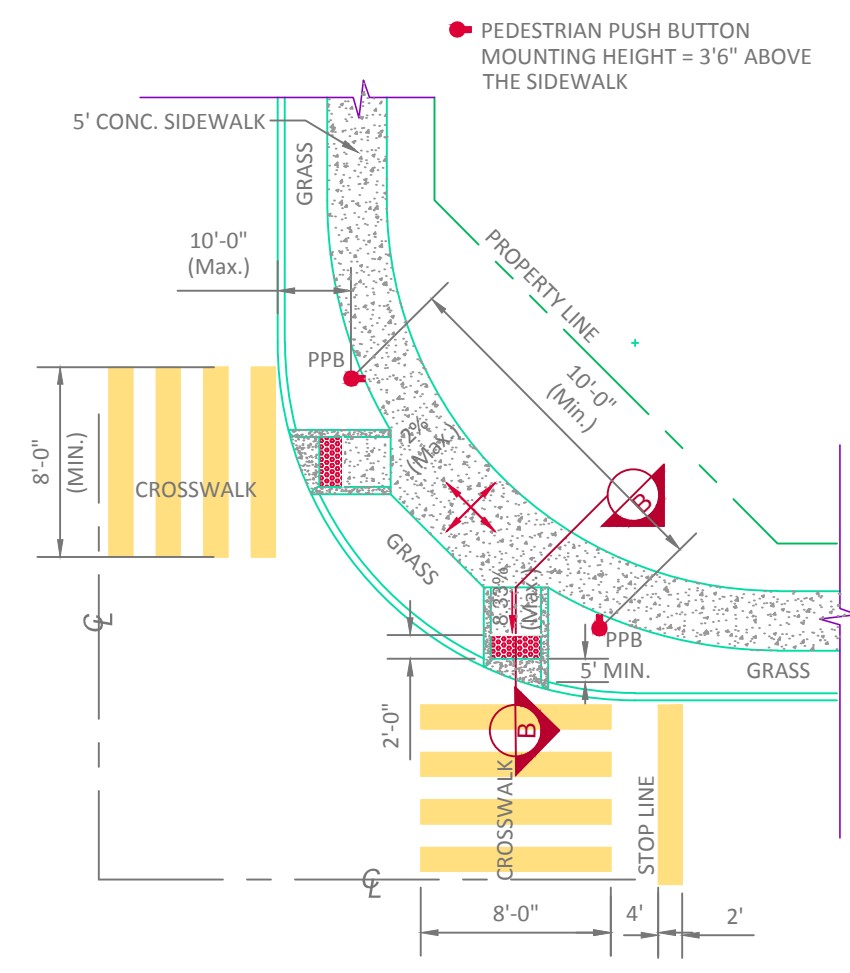 PEDESTRIAN PUSH BUTTON
MOUNTING HEIGHT = 3'6" ABOVE
THE SIDEWALK
5' CONC. SIDEWALK
GRASS
10'-0"
(Max.)
PROPERTY LINE
PPB
10'-0"
(Min.)
2%
(Max.)
8'-0"
(MIN.)
CROSSWALK
B
GRASS
8.33%
(Max.)
℄
PPB
5' MIN.
GRASS
2'-0"
B
CROSSWALK
STOP LINE
℄
8'-0"
4'
2'